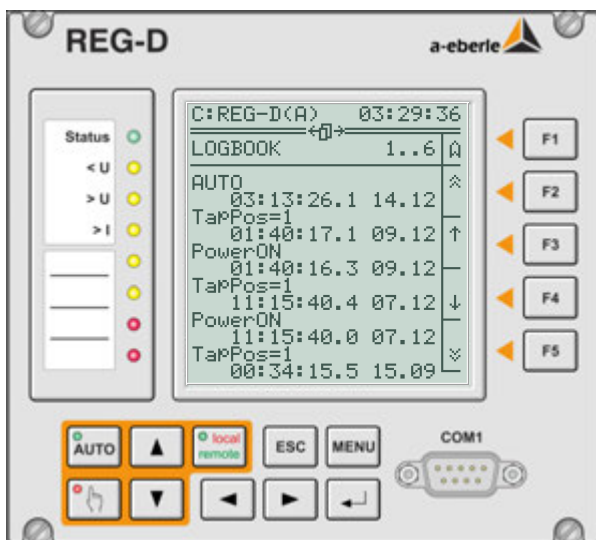 REG-D
a-eberle
Status
< U
> U
> I
C:REG-D(A) 03:29:36
LOGBOOK 1..6
AUTO
03:13:26.1 14.12
TapPos=1
01:40:17.1 09.12
PowerON
01:40:16.3 09.12
TapPos=1
11:15:40.4 07.12
PowerON
11:15:40.0 07.12
TapPos=1
00:34:15.5 15.09
F1
F2
F3
F4
F5
AUTO
local
remote
ESC
MENU
COM1